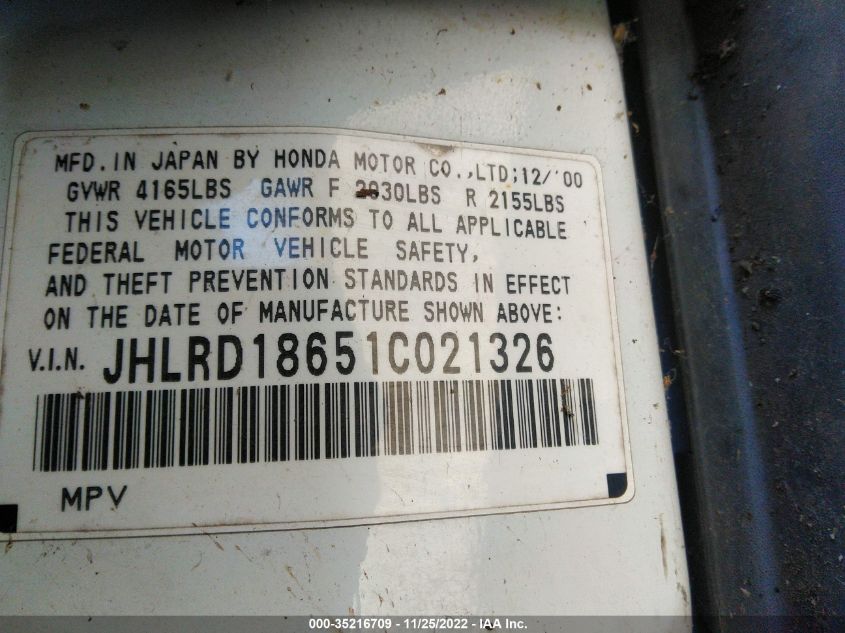 MFD.IN JAPAN BY HONDA MOTOR CO.,LTD;12/'00
GVWR 4165LBS GAWR F 2030LBS R 2155LBS
THIS VEHICLE CONFORMS TO ALL APPLICABLE
FEDERAL MOTOR VEHICLE SAFETY,
AND THEFT PREVENTION STANDARDS IN EFFECT
ON THE DATE OF MANUFACTURE SHOWN ABOVE:
V.I.N. JHLRD18651C021326
MPV
000-35216709 - 11/25/2022 - IAA Inc.